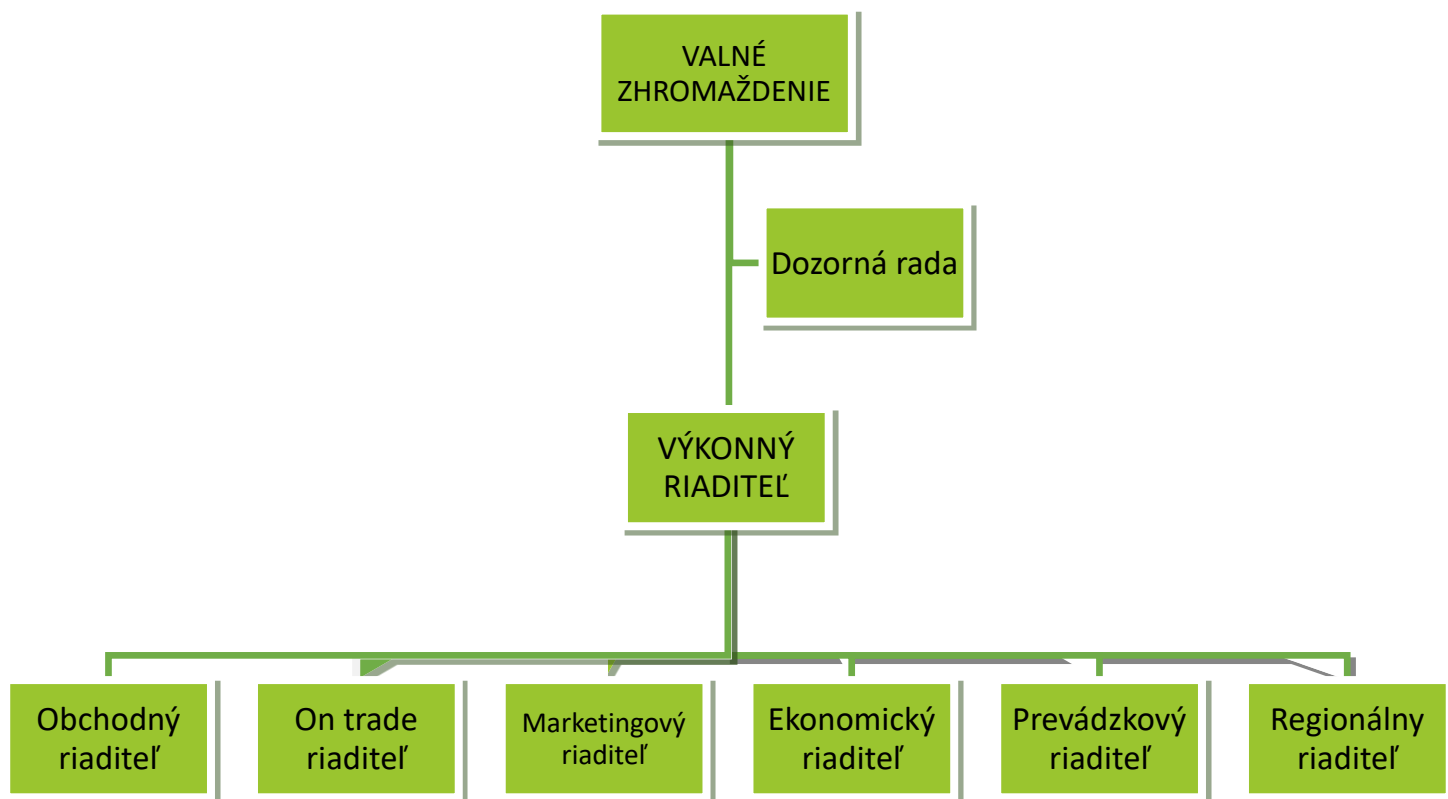 VALNÉ
ZHROMAŽDENIE
Dozorná rada
VÝKONNÝ
RIADITEĽ
Obchodný
riaditeľ
On trade
riaditeľ
Marketingový
riaditeľ
Ekonomický
riaditeľ
Prevádzkový
riaditeľ
Regionálny
riaditeľ